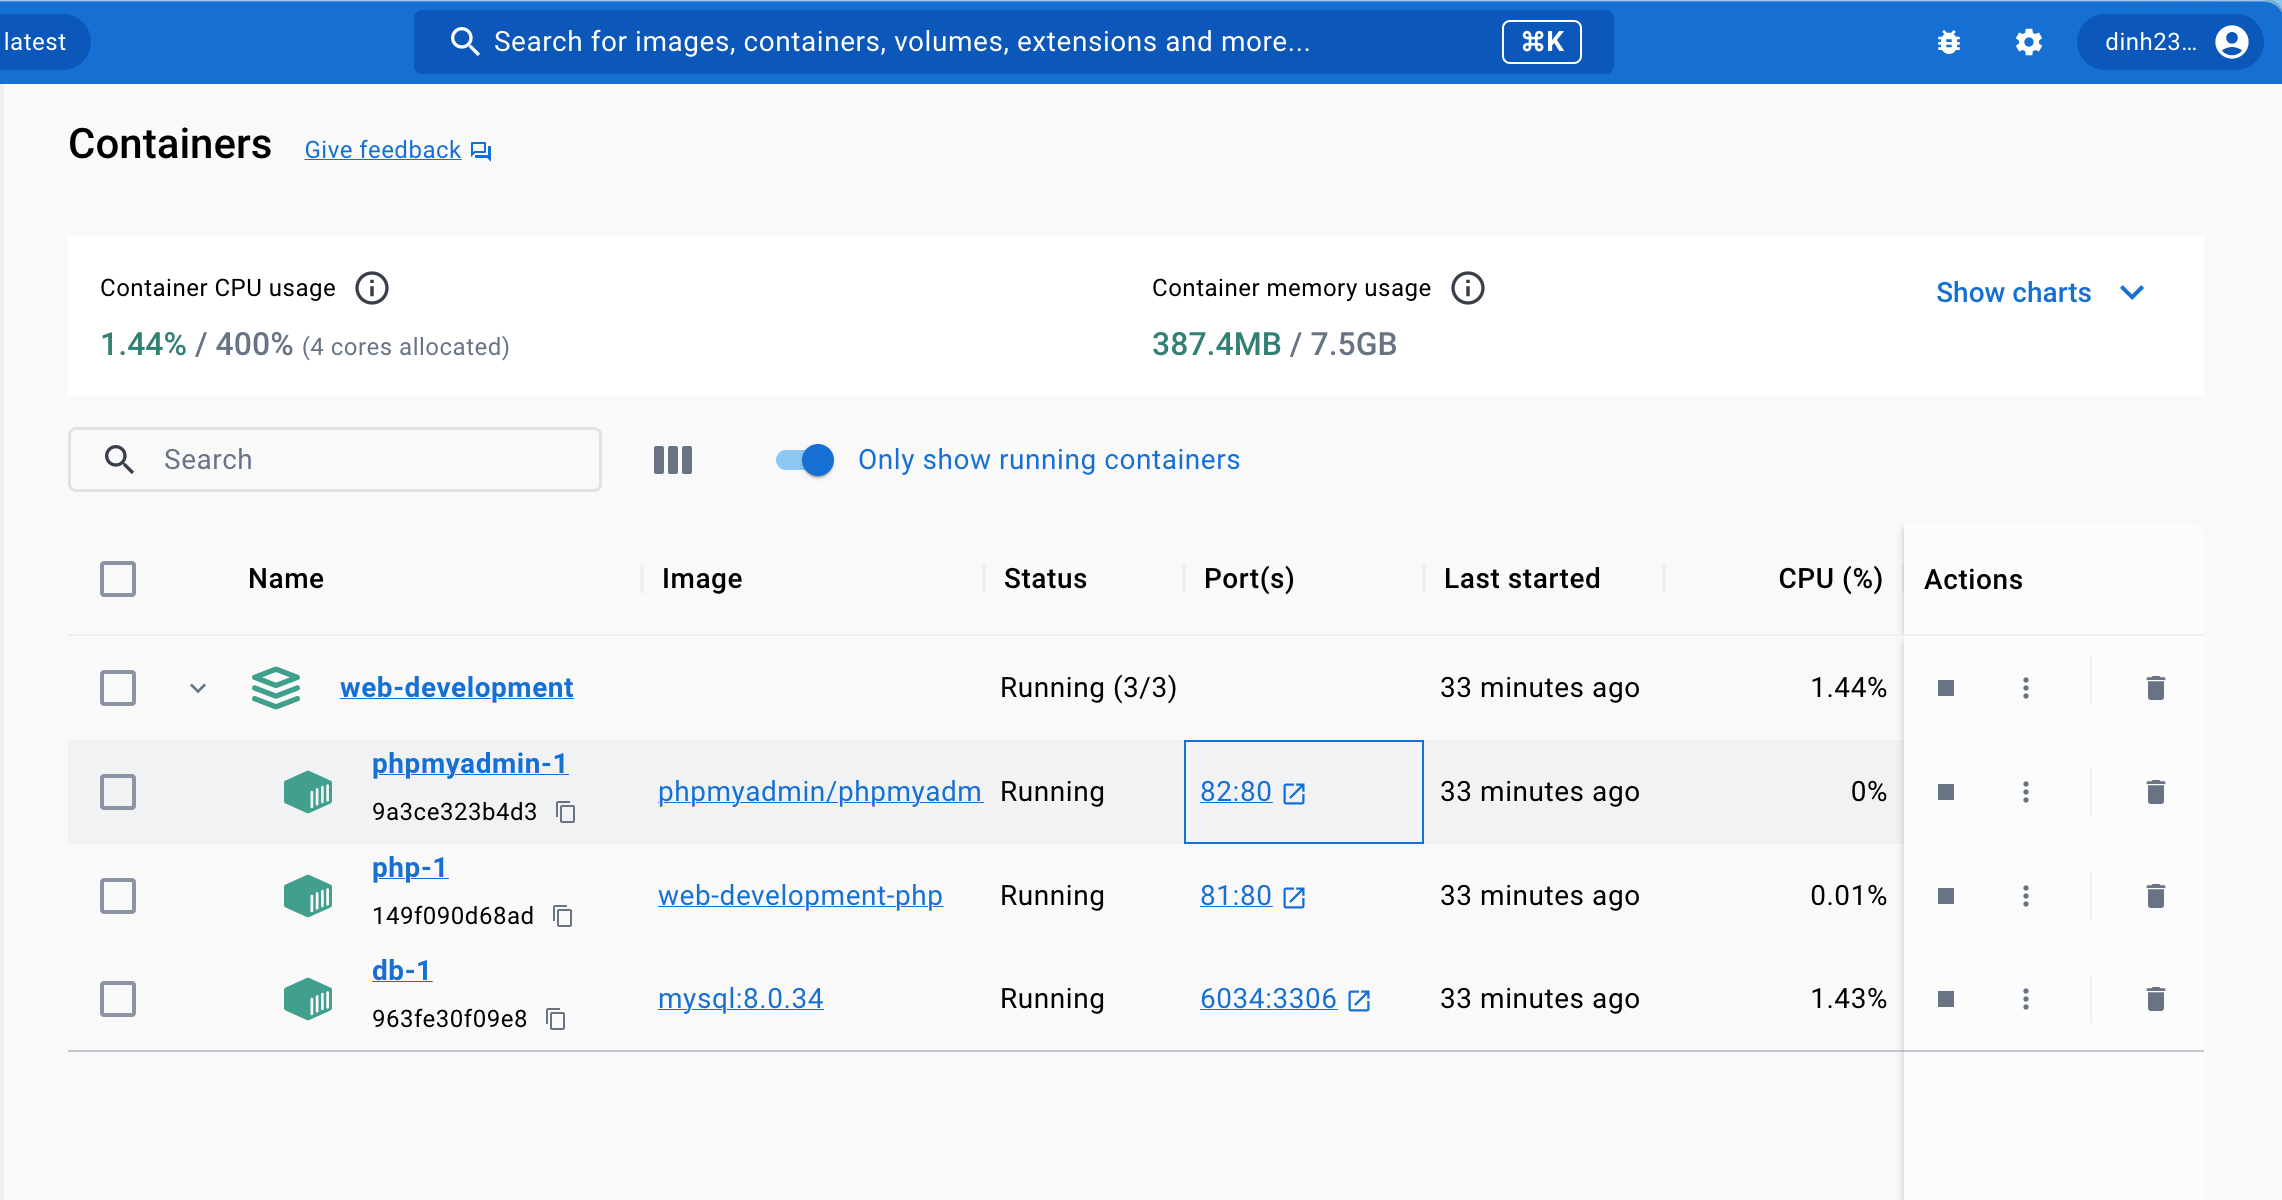 latest
Search for images, containers, volumes, extensions and more...
⌘K
dinh23...
Containers
Give feedback
Container CPU usage
Container memory usage
Show charts
1.44% / 400% (4 cores allocated)
387.4MB / 7.5GB
Search
Only show running containers
Name Image Status Port(s) Last started CPU (%) Actions
web-development Running (3/3) 33 minutes ago 1.44%
phpmyadmin-1
9a3ce323b4d3
phpmyadmin/phpmyadm Running 82:80 33 minutes ago 0%
php-1
149f090d68ad
web-development-php Running 81:80 33 minutes ago 0.01%
db-1
963fe30f09e8
mysql:8.0.34 Running 6034:3306 33 minutes ago 1.43%